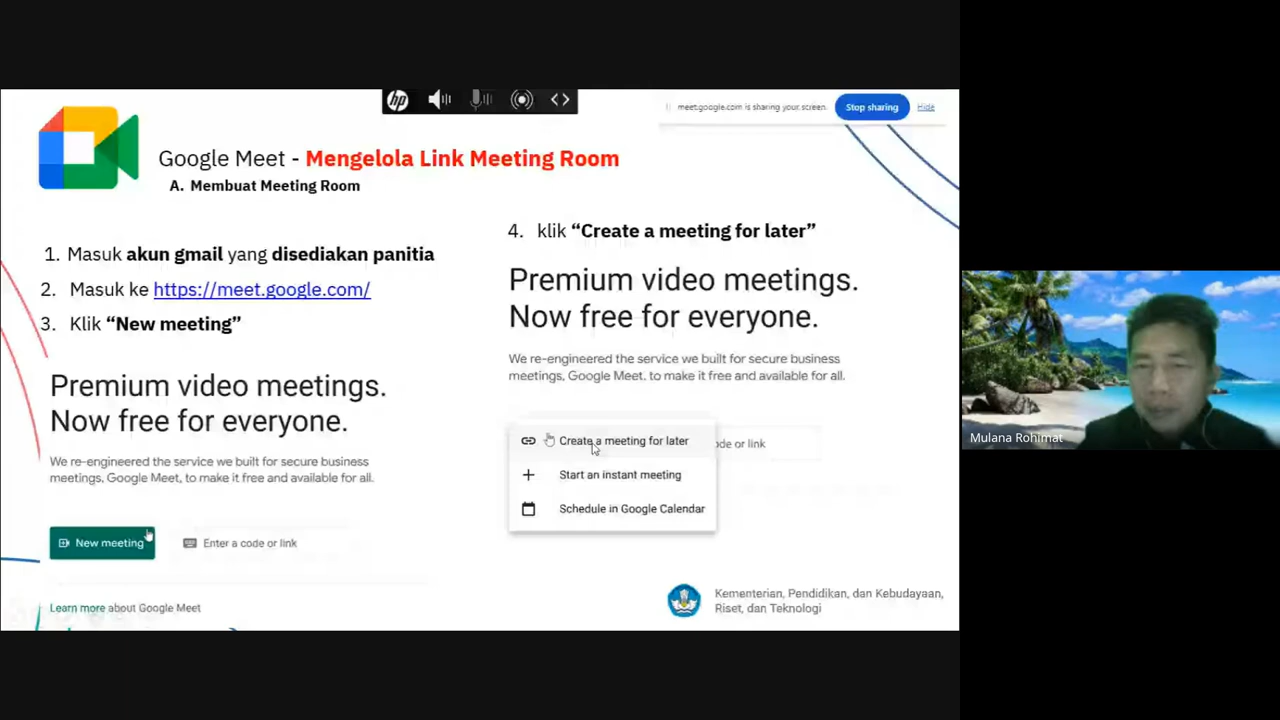 hp
meet.google.com is sharing your screen.
Stop sharing
Hide
Google Meet - Mengelola Link Meeting Room
A. Membuat Meeting Room
1. Masuk akun gmail yang disediakan panitia
2. Masuk ke https://meet.google.com/
3. Klik “New meeting”
Premium video meetings.
Now free for everyone.
We re-engineered the service we built for secure business
meetings, Google Meet, to make it free and available for all.
New meeting
Enter a code or link
Learn more about Google Meet
4. klik “Create a meeting for later”
Premium video meetings.
Now free for everyone.
We re-engineered the service we built for secure business
meetings, Google Meet, to make it free and available for all.
Create a meeting for later
ode or link
Start an instant meeting
Schedule in Google Calendar
Kementerian, Pendidikan, dan Kebudayaan,
Riset, dan Teknologi
Mulana Rohimat